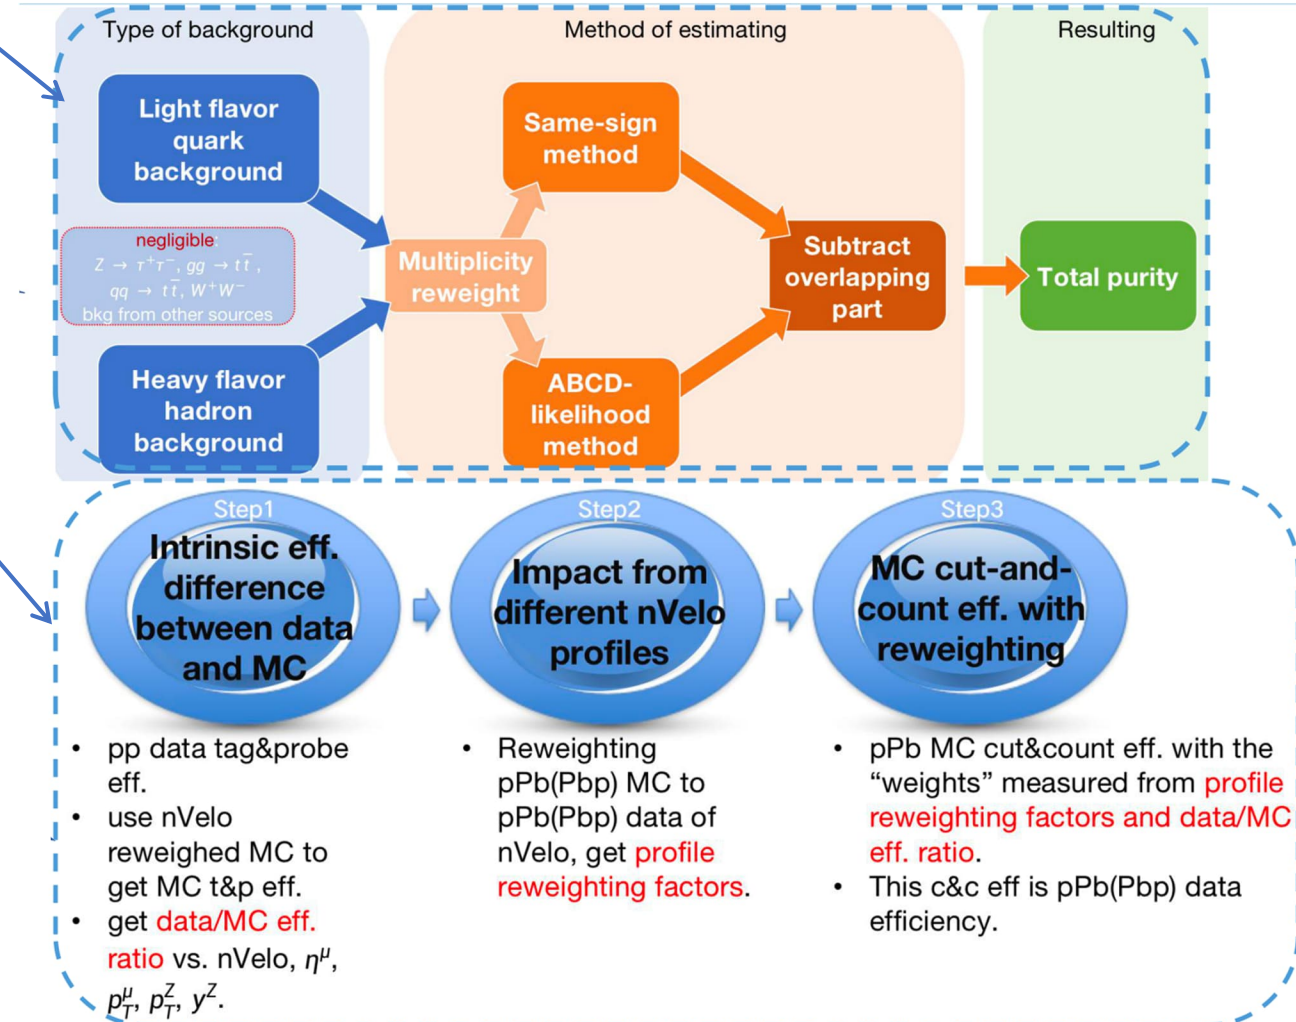 Type of background
Method of estimating
Resulting
Light flavor
quark
background
negligible:
Z → τ⁺τ⁻, gg → t t̅ ,
qq → t t̅, W⁺W⁻
bkg from other sources
Heavy flavor
hadron
background
Multiplicity
reweight
Same-sign
method
ABCD-
likelihood
method
Subtract
overlapping
part
Total purity
Step1
Intrinsic eff.
difference
between data
and MC
Step2
Impact from
different nVelo
profiles
Step3
MC cut-and-
count eff. with
reweighting
• pp data tag&probe
eff.
• use nVelo
reweighed MC to
get MC t&p eff.
• get data/MC eff.
ratio vs. nVelo, η^μ,
p_T^μ, p_T^Z, y^Z.
• Reweighting
pPb(Pbp) MC to
pPb(Pbp) data of
nVelo, get profile
reweighting factors.
• pPb MC cut&count eff. with the
“weights” measured from profile
reweighting factors and data/MC
eff. ratio.
• This c&c eff is pPb(Pbp) data
efficiency.